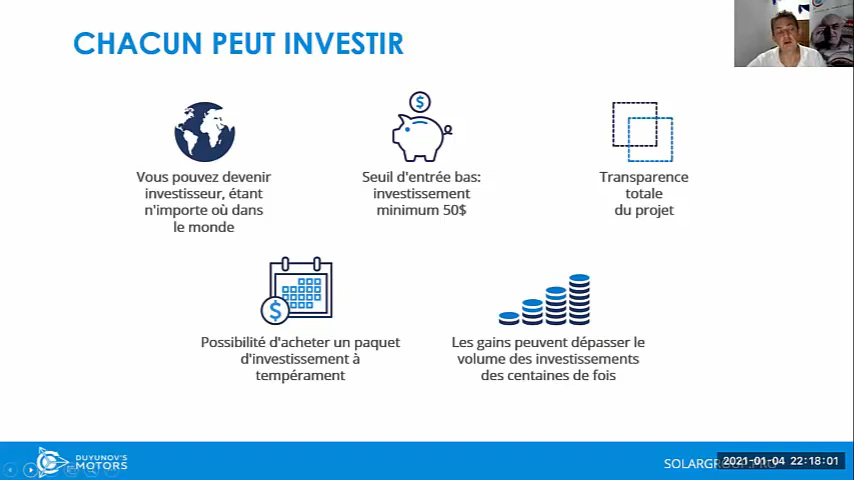 CHACUN PEUT INVESTIR
Vous pouvez devenir
investisseur, étant
n'importe où dans
le monde
Seuil d'entrée bas:
investissement
minimum 50$
Transparence
totale
du projet
Possibilité d'acheter un paquet
d'investissement à
tempérament
Les gains peuvent dépasser le
volume des investissements
des centaines de fois
DUYUNOV'S
MOTORS
2021-01-04 22:18:01